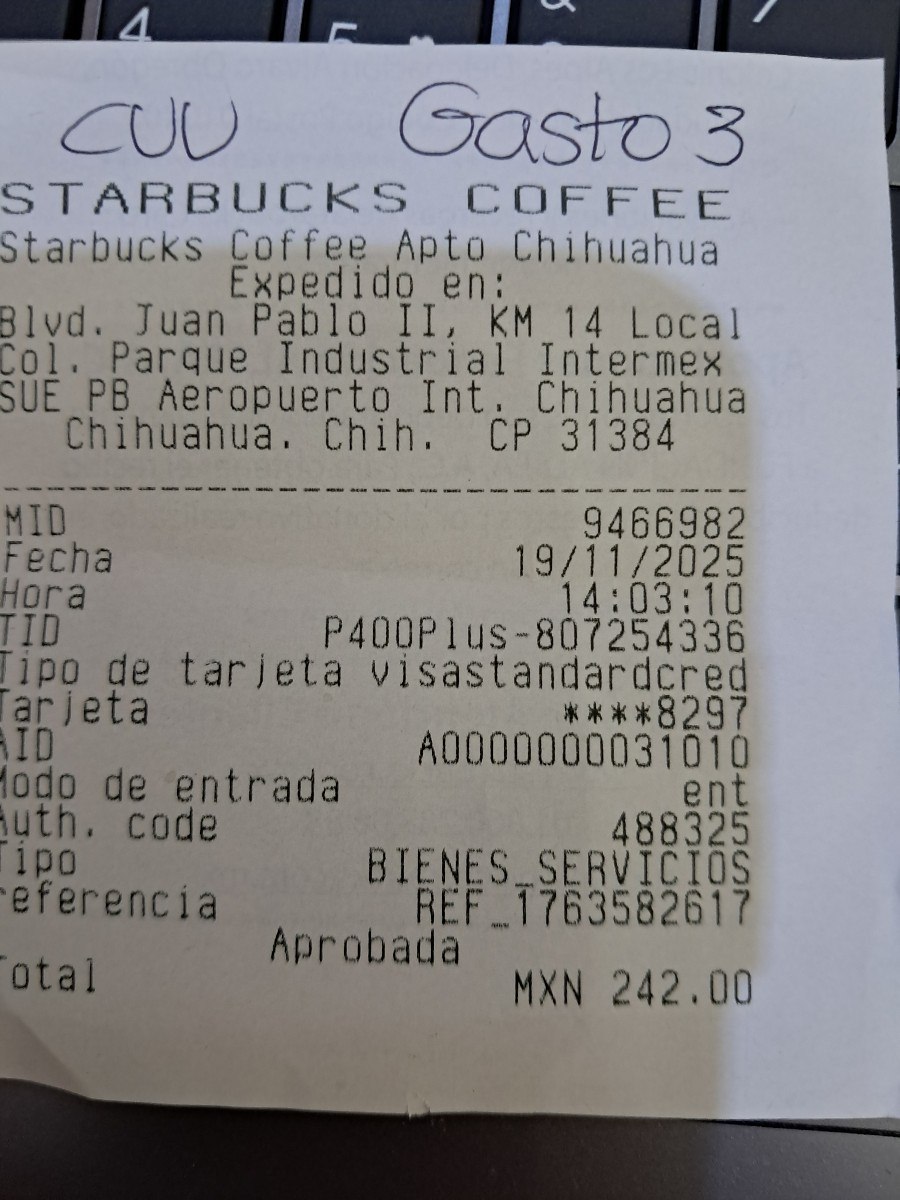 4 5
CUU Gasto 3
STARBUCKS COFFEE
Starbucks Coffee Apto Chihuahua
Expedido en:
Blvd. Juan Pablo II, KM 14 Local
Col. Parque Industrial Intermex
SUE PB Aeropuerto Int. Chihuahua
Chihuahua. Chih. CP 31384
--------------------------------
MID 9466982
Fecha 19/11/2025
Hora 14:03:10
TID P400Plus-807254336
Tipo de tarjeta visastandardcred
Tarjeta ****8297
AID A0000000031010
Modo de entrada ent
Auth. code 488325
Tipo BIENES_SERVICIOS
referencia REF_1763582617
Aprobada
Total MXN 242.00